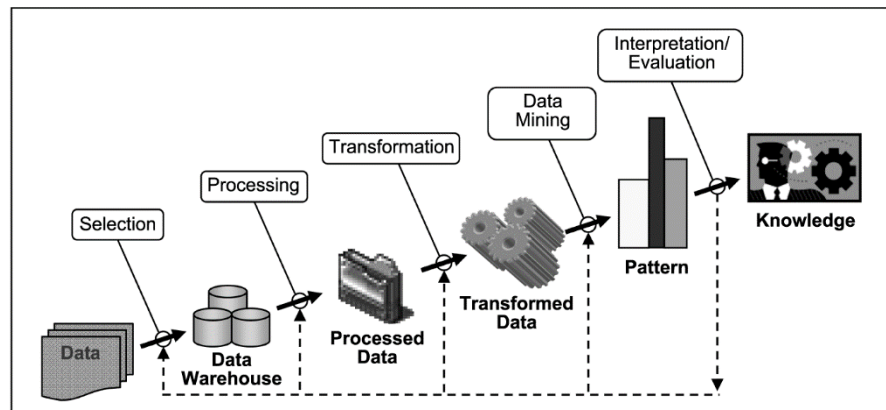 Interpretation/
Evaluation
Data
Mining
Transformation
Processing
Selection
Knowledge
Pattern
Transformed
Data
Processed
Data
Data
Warehouse
Data